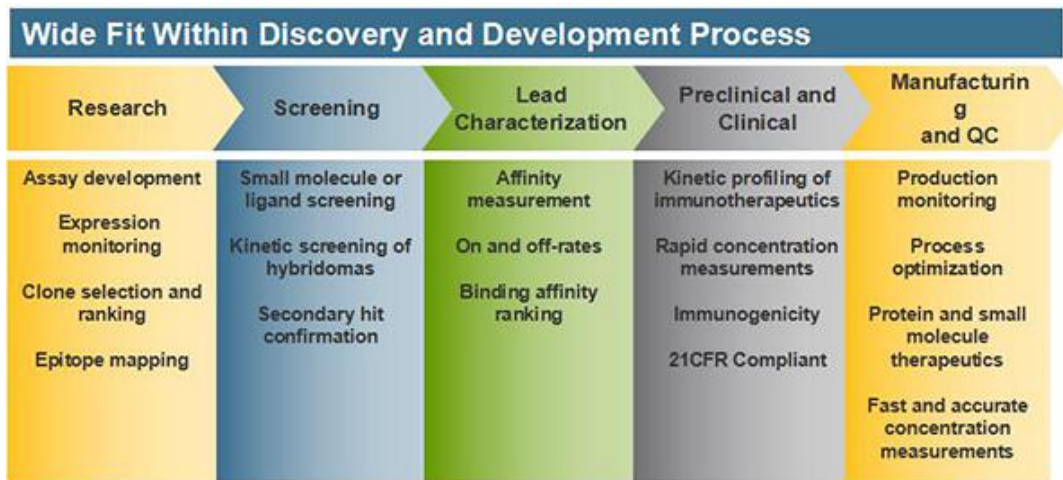 Wide Fit Within Discovery and Development Process
Research
Screening
Lead
Characterization
Preclinical and
Clinical
Manufacturin
g
and QC
Assay development
Expression
monitoring
Clone selection and
ranking
Epitope mapping
Small molecule or
ligand screening
Kinetic screening of
hybridomas
Secondary hit
confirmation
Affinity
measurement
On and off-rates
Binding affinity
ranking
Kinetic profiling of
immunotherapeutics
Rapid concentration
measurements
Immunogenicity
21CFR Compliant
Production
monitoring
Process
optimization
Protein and small
molecule
therapeutics
Fast and accurate
concentration
measurements